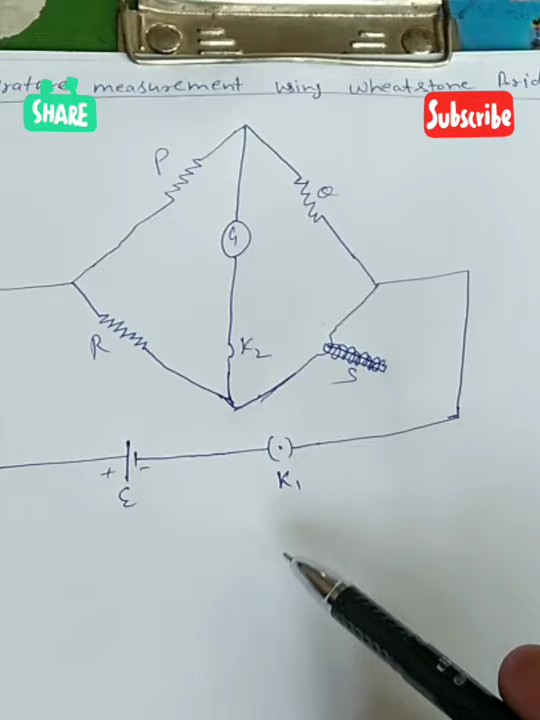 measurement using Wheatstone
SHARE
Subscribe
P
Q
G
R
K2
S
+ -
ε
K1